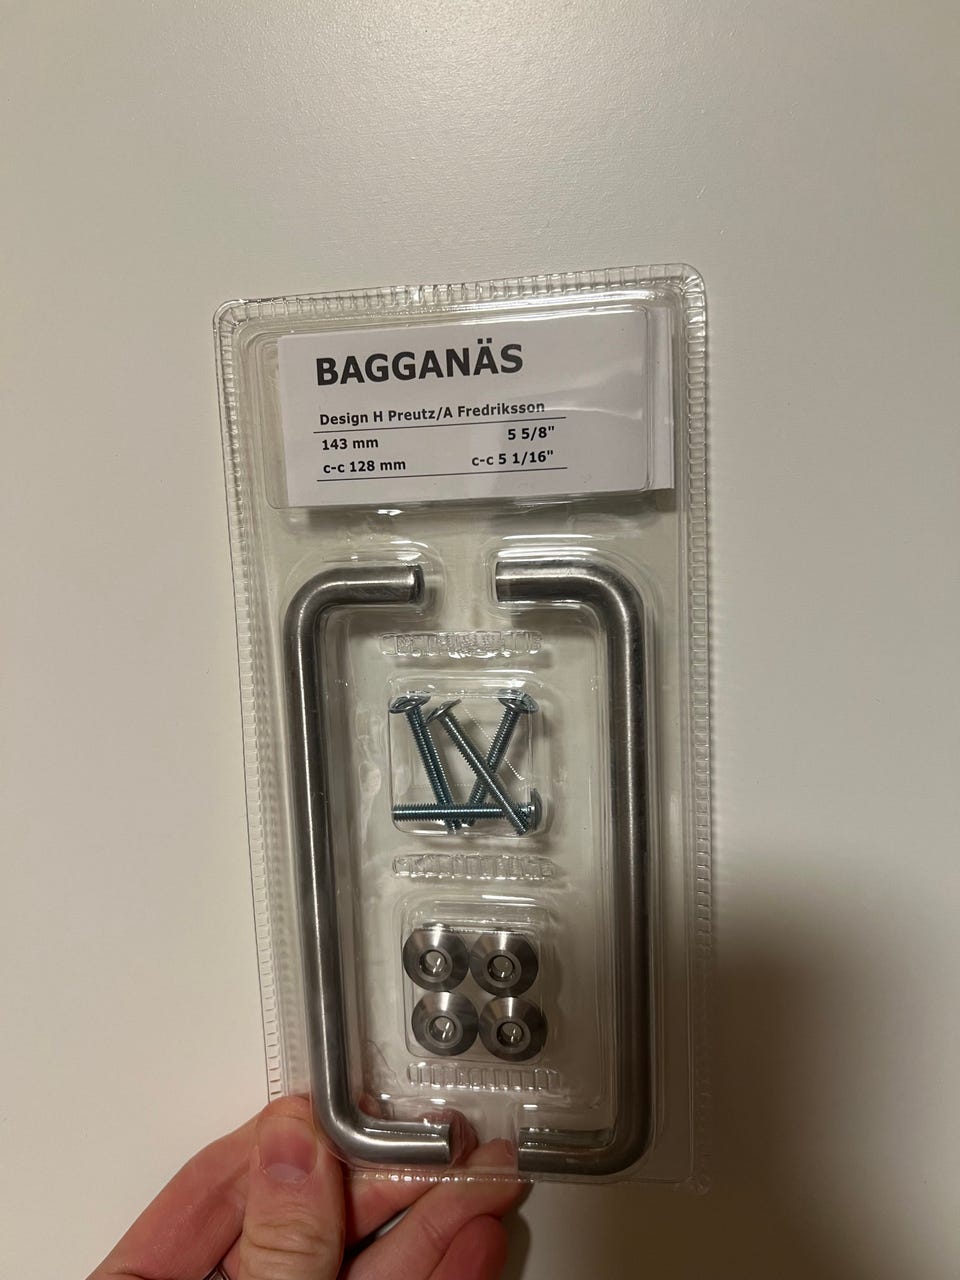 BAGGANÄS
Design H Preutz/A Fredriksson
143 mm 5 5/8"
c-c 128 mm c-c 5 1/16"